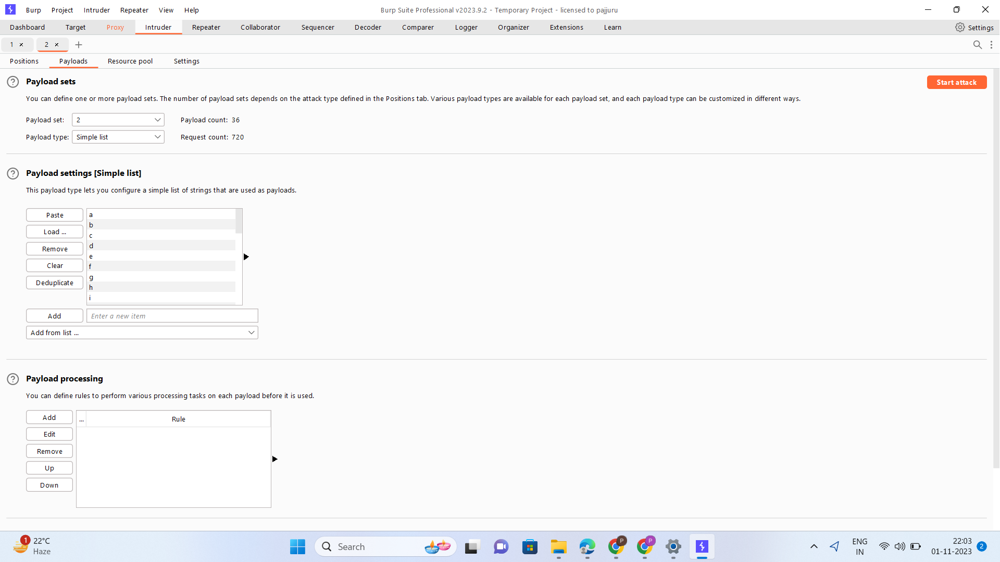 Burp Project Intruder Repeater View Help Burp Suite Professional v2023.9.2 - Temporary Project - licensed to pajjuru
Dashboard Target Proxy Intruder Repeater Collaborator Sequencer Decoder Comparer Logger Organizer Extensions Learn Settings
1 × 2 × +
Positions Payloads Resource pool Settings
? Payload sets Start attack
You can define one or more payload sets. The number of payload sets depends on the attack type defined in the Positions tab. Various payload types are available for each payload set, and each payload type can be customized in different ways.
Payload set: 2 Payload count: 36
Payload type: Simple list Request count: 720
? Payload settings [Simple list]
This payload type lets you configure a simple list of strings that are used as payloads.
Paste
Load ...
Remove
Clear
Deduplicate
a
b
c
d
e
f
g
h
i
Add Enter a new item
Add from list ...
? Payload processing
You can define rules to perform various processing tasks on each payload before it is used.
Add
Edit
Remove
Up
Down
... Rule
1 22°C
Haze
Search
P
P
ENG
IN
22:03
01-11-2023
2